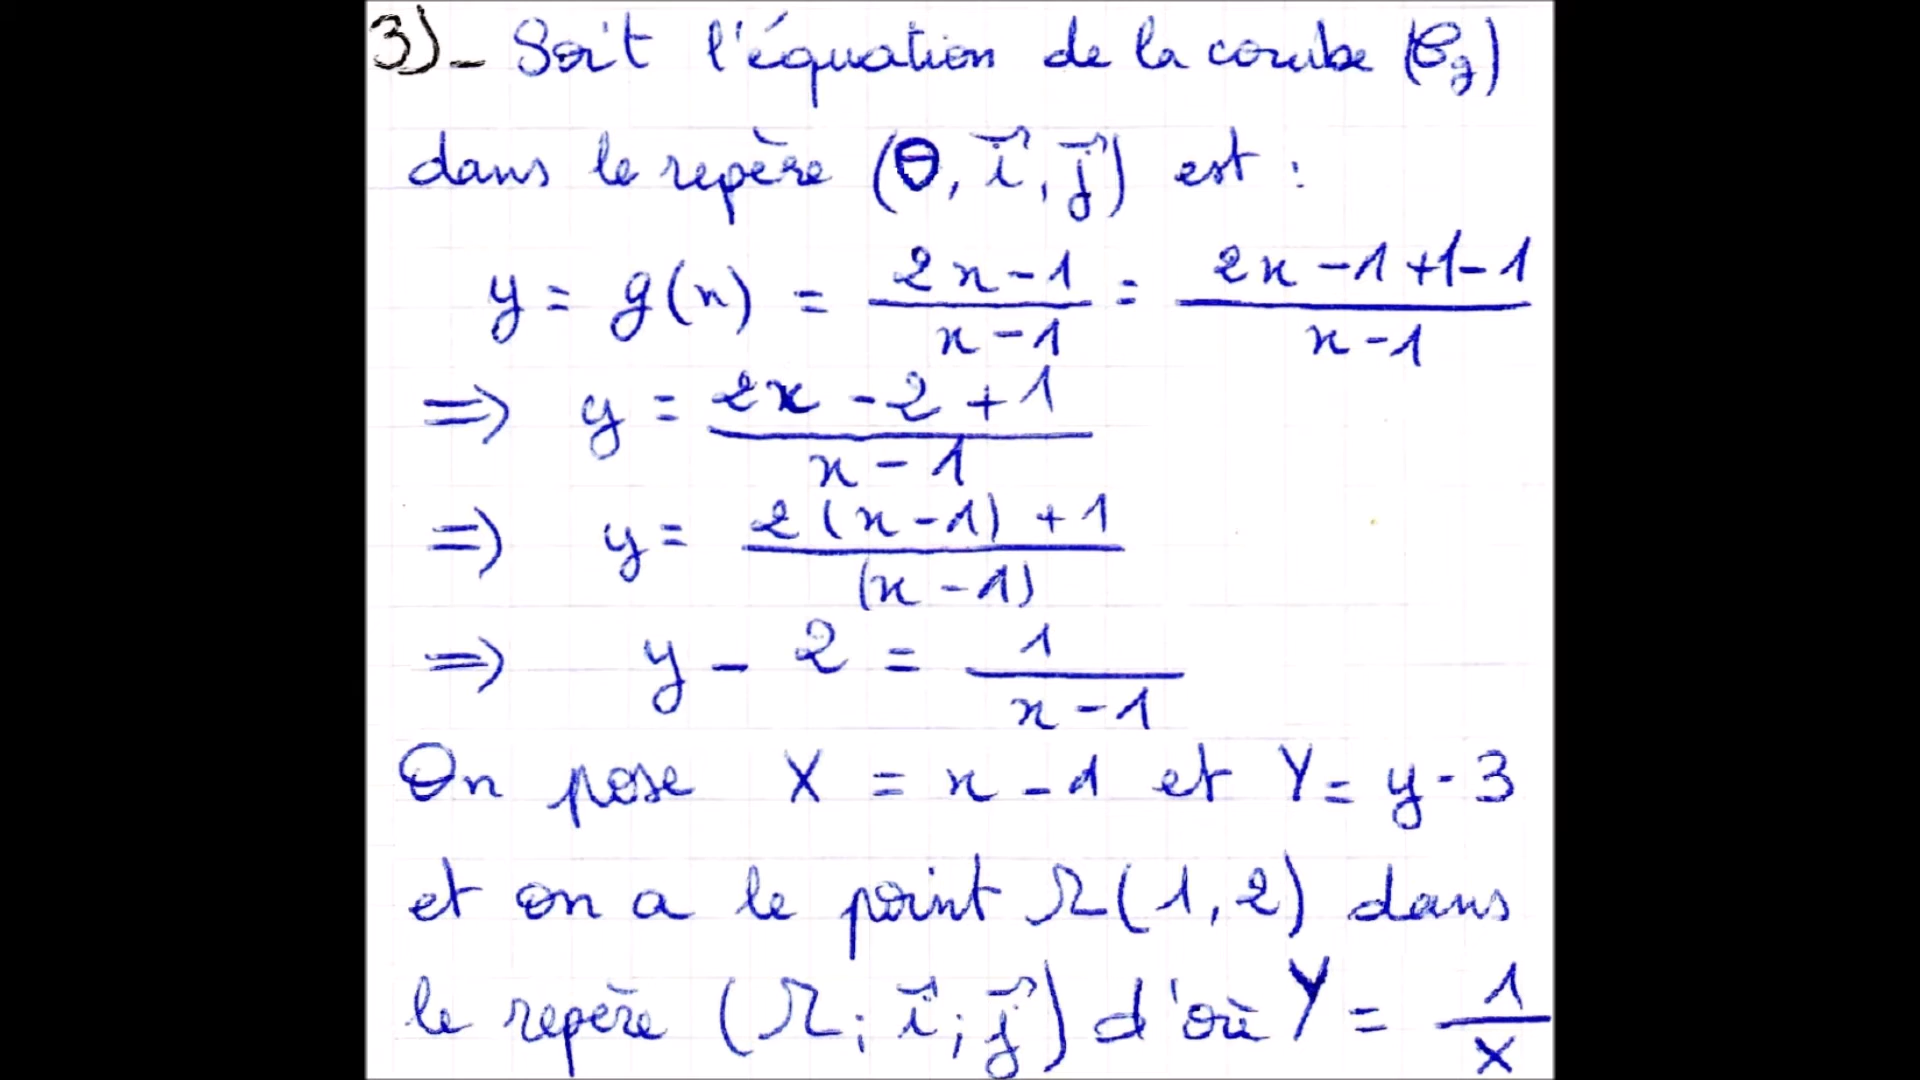 3)- Soit l'équation de la courbe (Cg)
dans le repère (O, i⃗, j⃗) est :
y = g(x) = (2x-1)/(x-1) = (2x-1+1-1)/(x-1)
=> y = (2x-2+1)/(x-1)
=> y = (2(x-1)+1)/(x-1)
=> y - 2 = 1/(x-1)
On pose X = x-1 et Y = y-3
et on a le point Ω(1,2) dans
le repère (Ω; i⃗; j⃗) d'où Y = 1/X